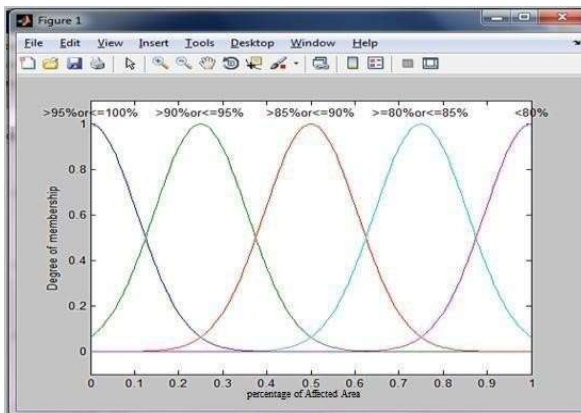 Figure 1
File Edit View Insert Tools Desktop Window Help
>95%or<=100% >90%or<=95% >85%or<=90% >=80%or<=85% <80%
1
0.8
0.6
0.4
0.2
0
Degree of membership
0 0.1 0.2 0.3 0.4 0.5 0.6 0.7 0.8 0.9 1
percentage of Affected Area